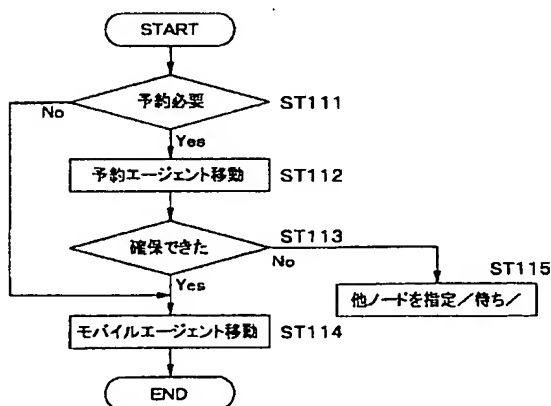 START
予約必要
ST111
No
Yes
予約エージェント移動
ST112
確保できた
ST113
No
Yes
ST115
他ノードを指定／待ち／
モバイルエージェント移動
ST114
END